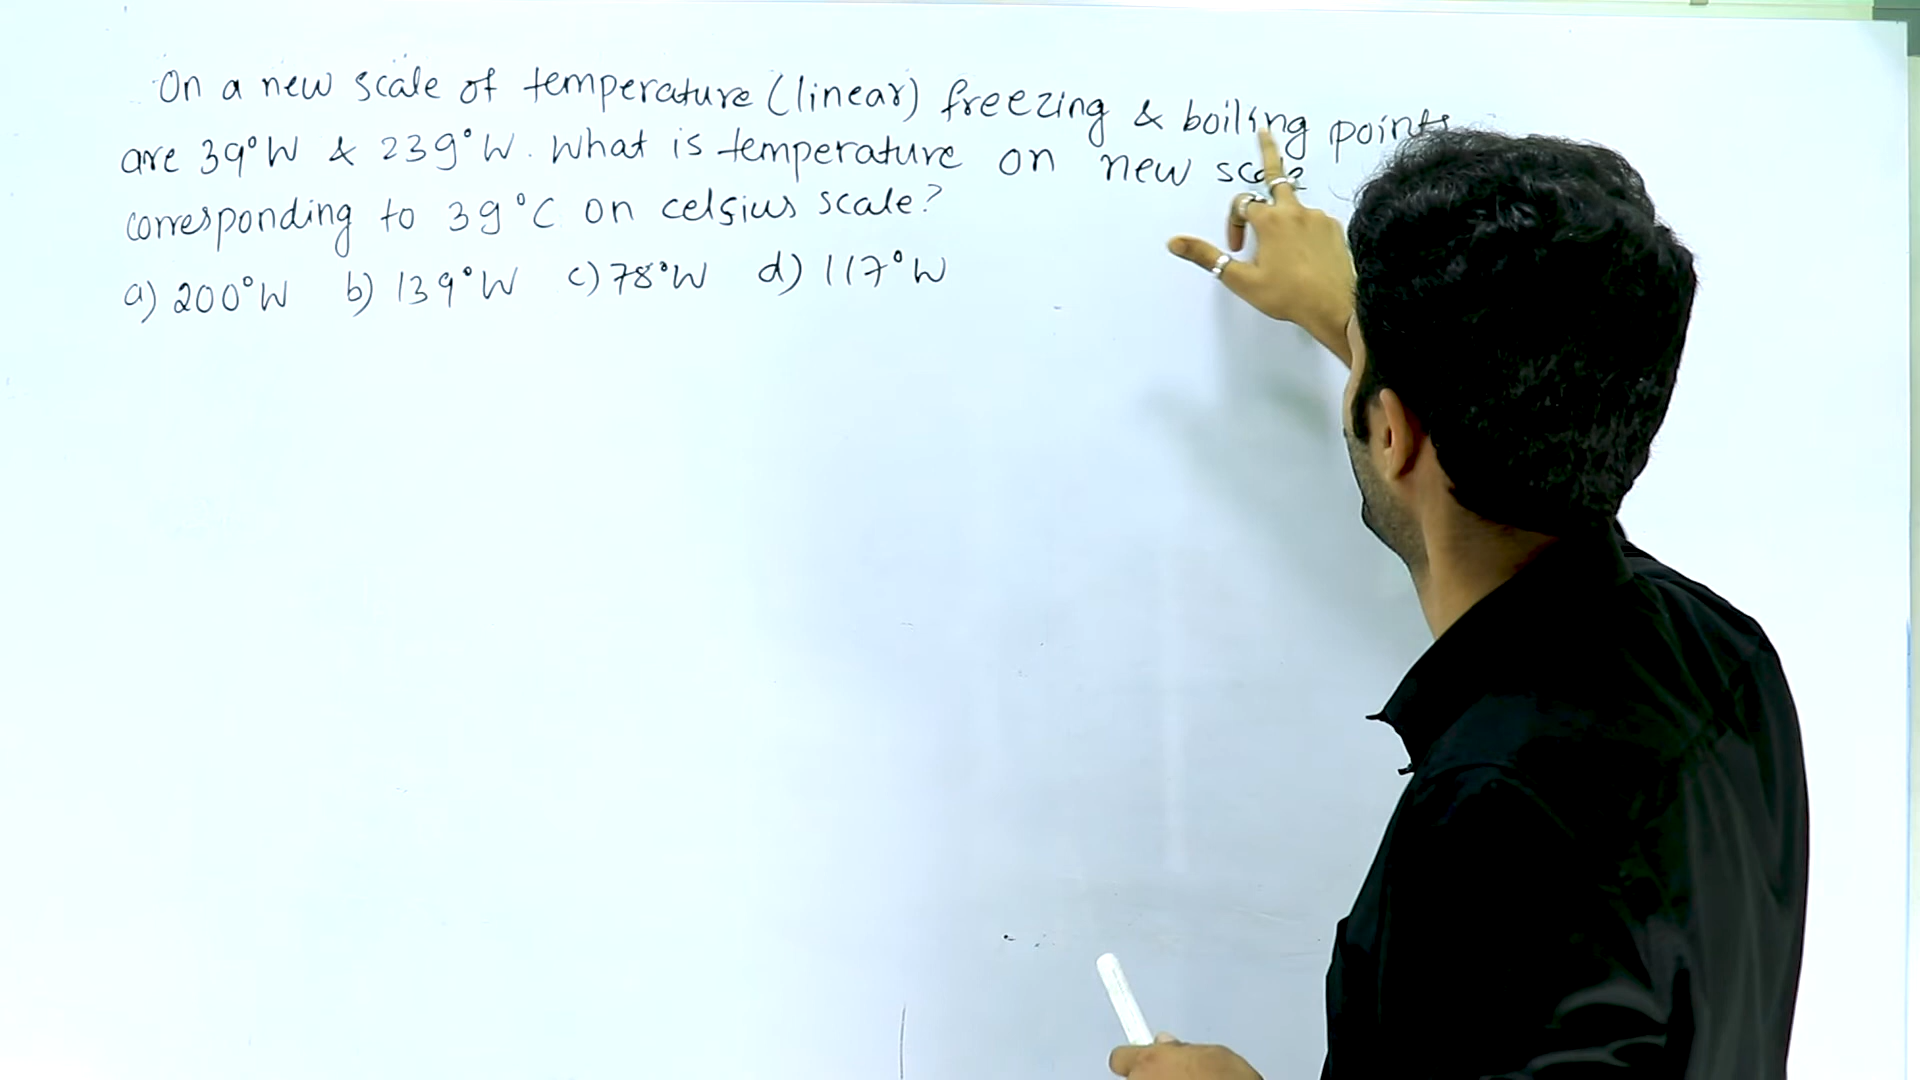 On a new scale of temperature (linear) freezing & boiling points
are 39°W & 239°W. What is temperature on new scale
corresponding to 39°C on celsius scale?
a) 200°W b) 139°W c) 78°W d) 117°W